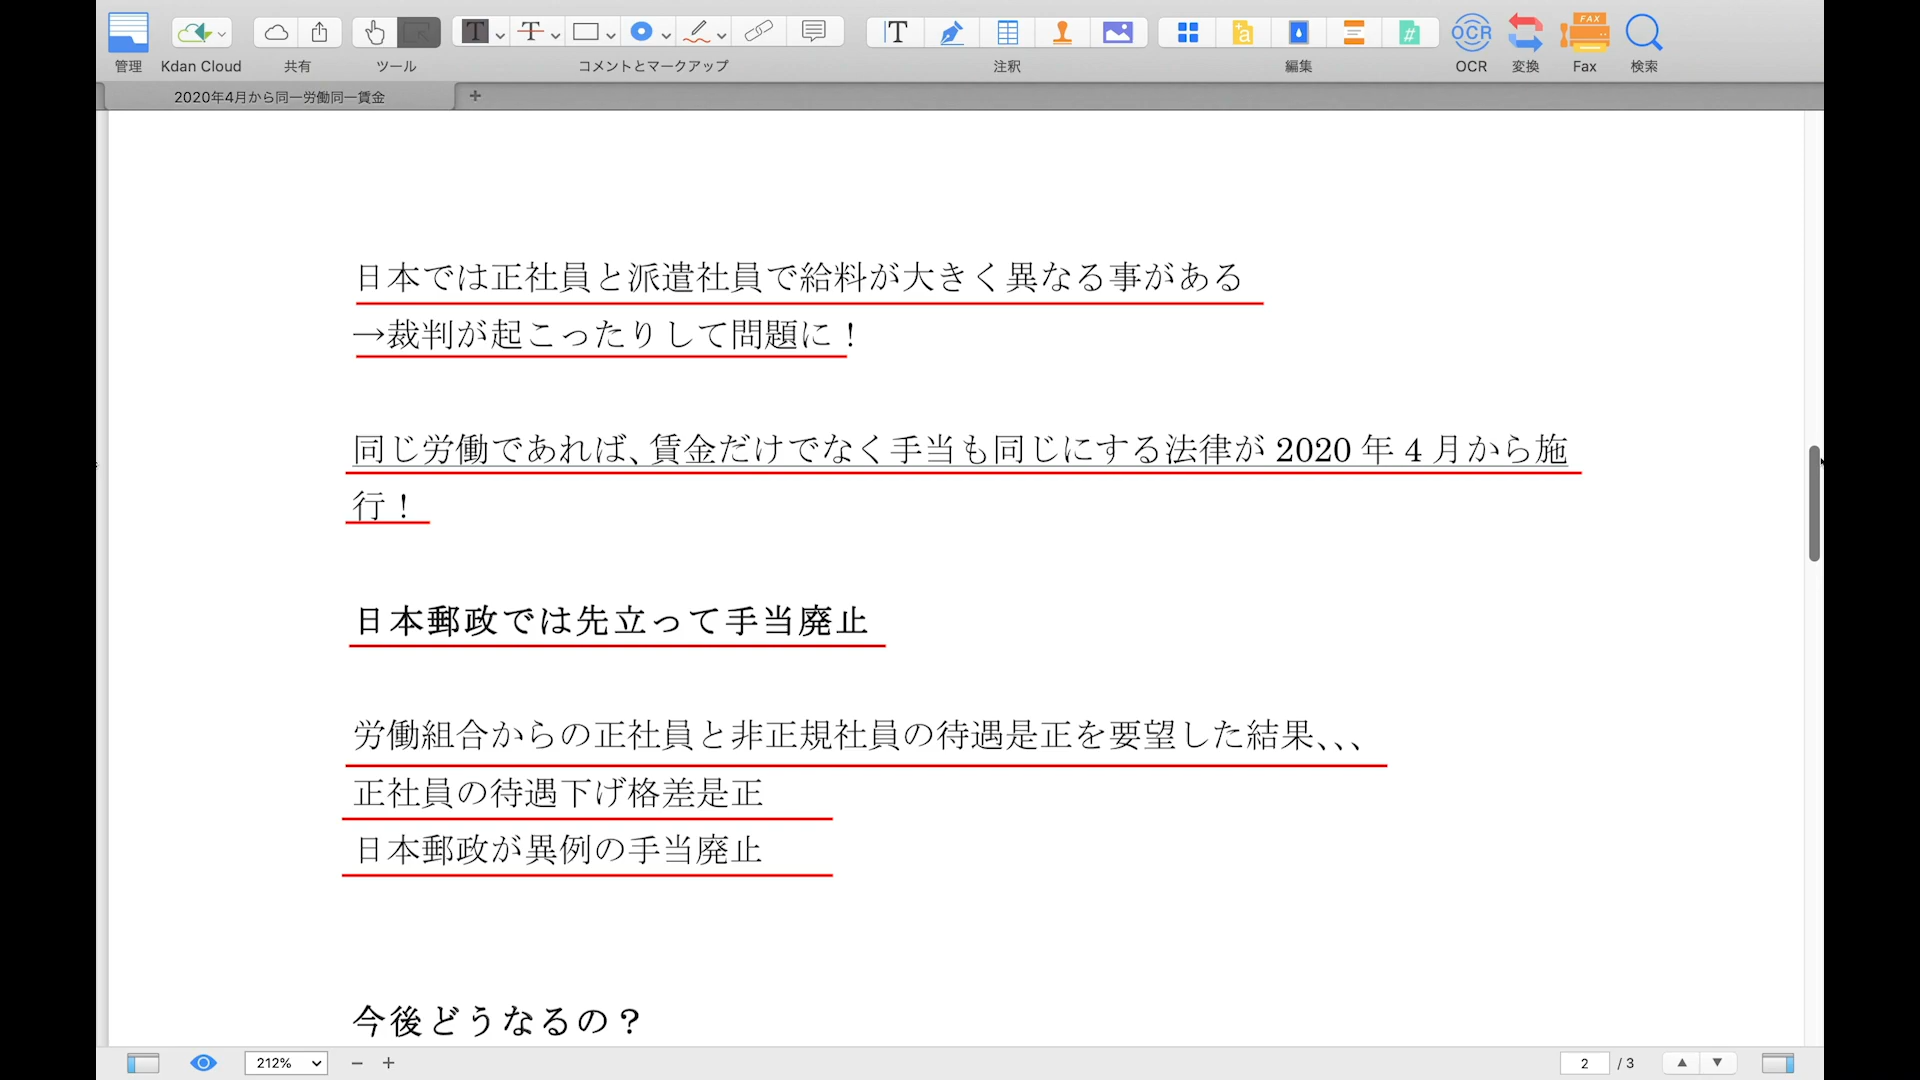 管理
Kdan Cloud
共有
ツール
コメントとマークアップ
注釈
編集
OCR
OCR
変換
FAX
Fax
検索
2020年4月から同一労働同一賃金
日本では正社員と派遣社員で給料が大きく異なる事がある
→裁判が起こったりして問題に！
同じ労働であれば、賃金だけでなく手当も同じにする法律が 2020 年 4 月から施
行！
日本郵政では先立って手当廃止
労働組合からの正社員と非正規社員の待遇是正を要望した結果、、、
正社員の待遇下げ格差是正
日本郵政が異例の手当廃止
今後どうなるの？
212%
2 / 3